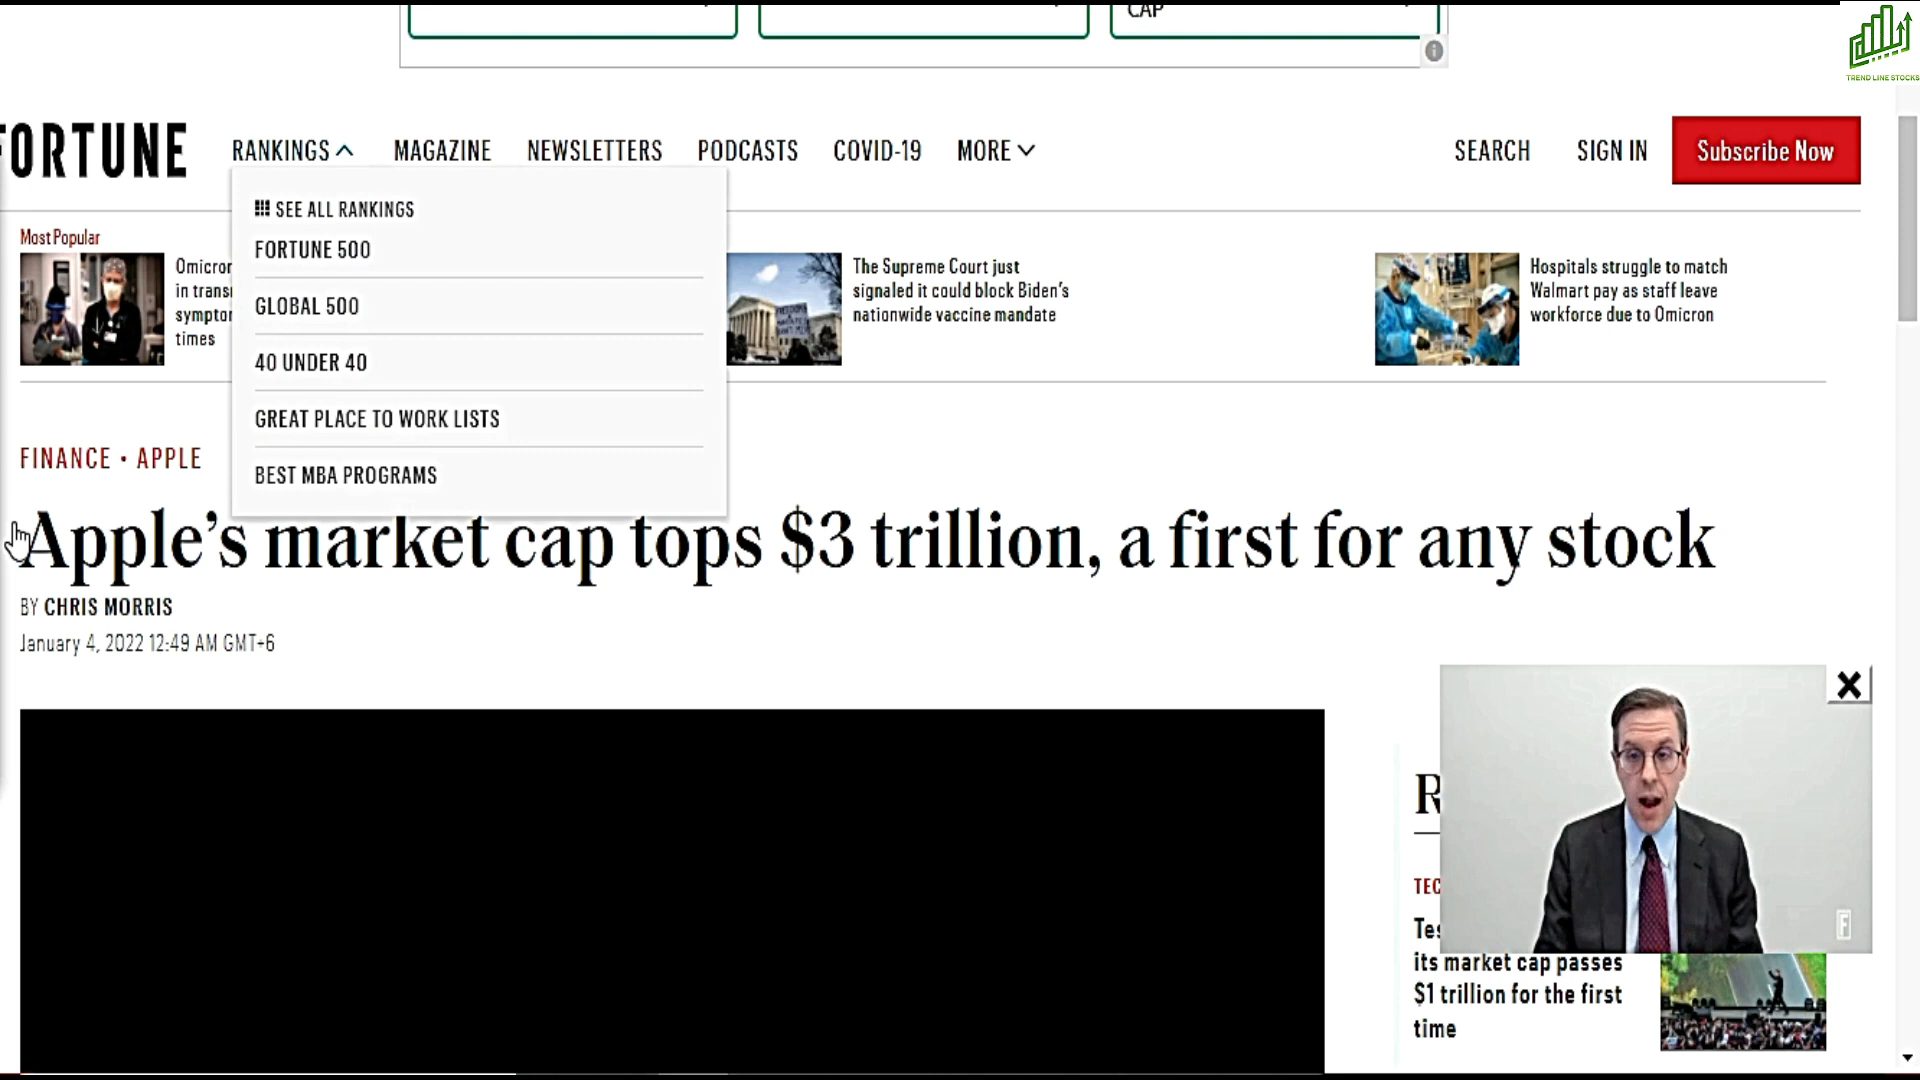 CAP
TREND LINE STOCKS
FORTUNE
RANKINGS MAGAZINE NEWSLETTERS PODCASTS COVID-19 MORE SEARCH SIGN IN Subscribe Now
SEE ALL RANKINGS
FORTUNE 500
GLOBAL 500
40 UNDER 40
GREAT PLACE TO WORK LISTS
BEST MBA PROGRAMS
Most Popular
Omicron
in trans
symptom
times
The Supreme Court just
signaled it could block Biden's
nationwide vaccine mandate
Hospitals struggle to match
Walmart pay as staff leave
workforce due to Omicron
FINANCE • APPLE
Apple's market cap tops $3 trillion, a first for any stock
BY CHRIS MORRIS
January 4, 2022 12:49 AM GMT+6
R
TEC
Tes
its market cap passes
$1 trillion for the first
time
F